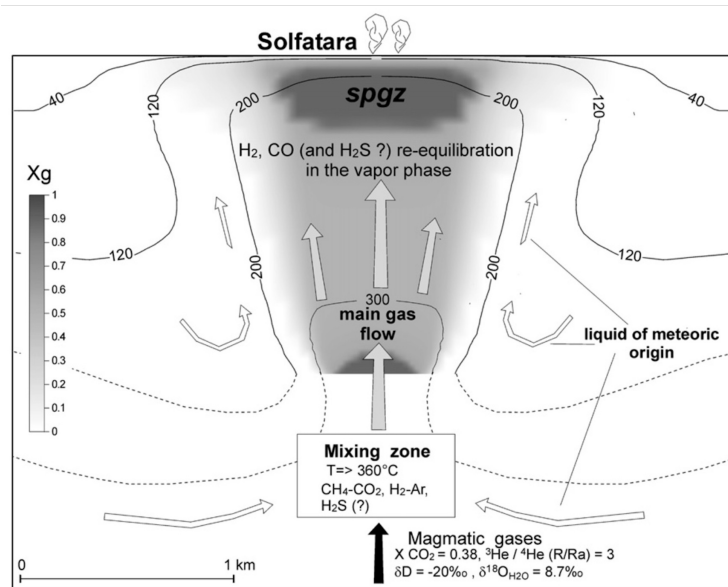 Solfatara
40
120
200
spgz
200
120
40
H₂, CO (and H₂S ?) re-equilibration
in the vapor phase
Xg
1
0.9
0.8
0.7
0.6
0.5
0.4
0.3
0.2
0.1
0
120
200
200
120
300
main gas
flow
liquid of meteoric
origin
Mixing zone
T=> 360°C
CH₄-CO₂, H₂-Ar,
H₂S (?)
Magmatic gases
X CO₂ = 0.38, ³He / ⁴He (R/Ra) = 3
δD = -20‰ , δ¹⁸O_H2O = 8.7‰
0 1 km